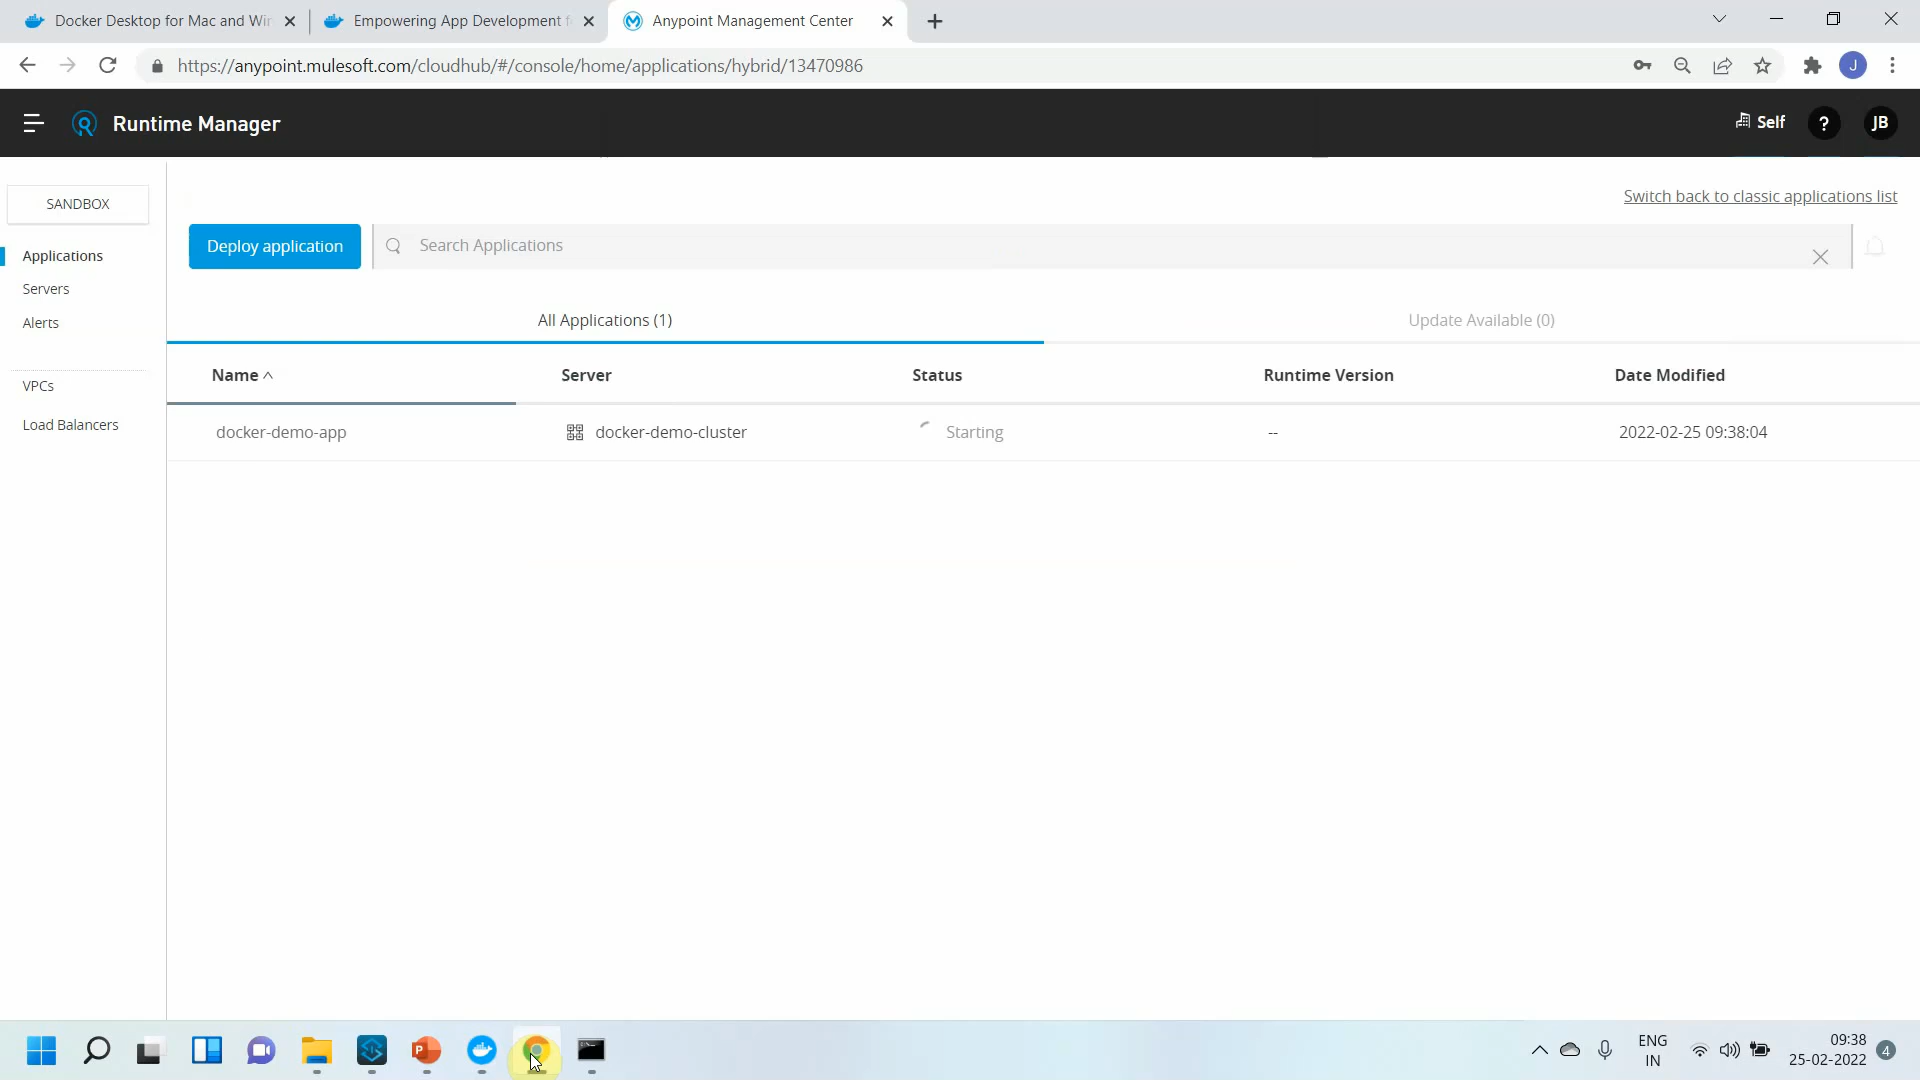 Docker Desktop for Mac and Win
Empowering App Development f
Anypoint Management Center
https://anypoint.mulesoft.com/cloudhub/#/console/home/applications/hybrid/13470986
J
Runtime Manager
Self
?
JB
SANDBOX
Switch back to classic applications list
Deploy application
Search Applications
Applications
Servers
Alerts
VPCs
Load Balancers
All Applications (1)
Update Available (0)
Name
Server
Status
Runtime Version
Date Modified
docker-demo-app
docker-demo-cluster
Starting
--
2022-02-25 09:38:04
ENG
IN
09:38
25-02-2022
4